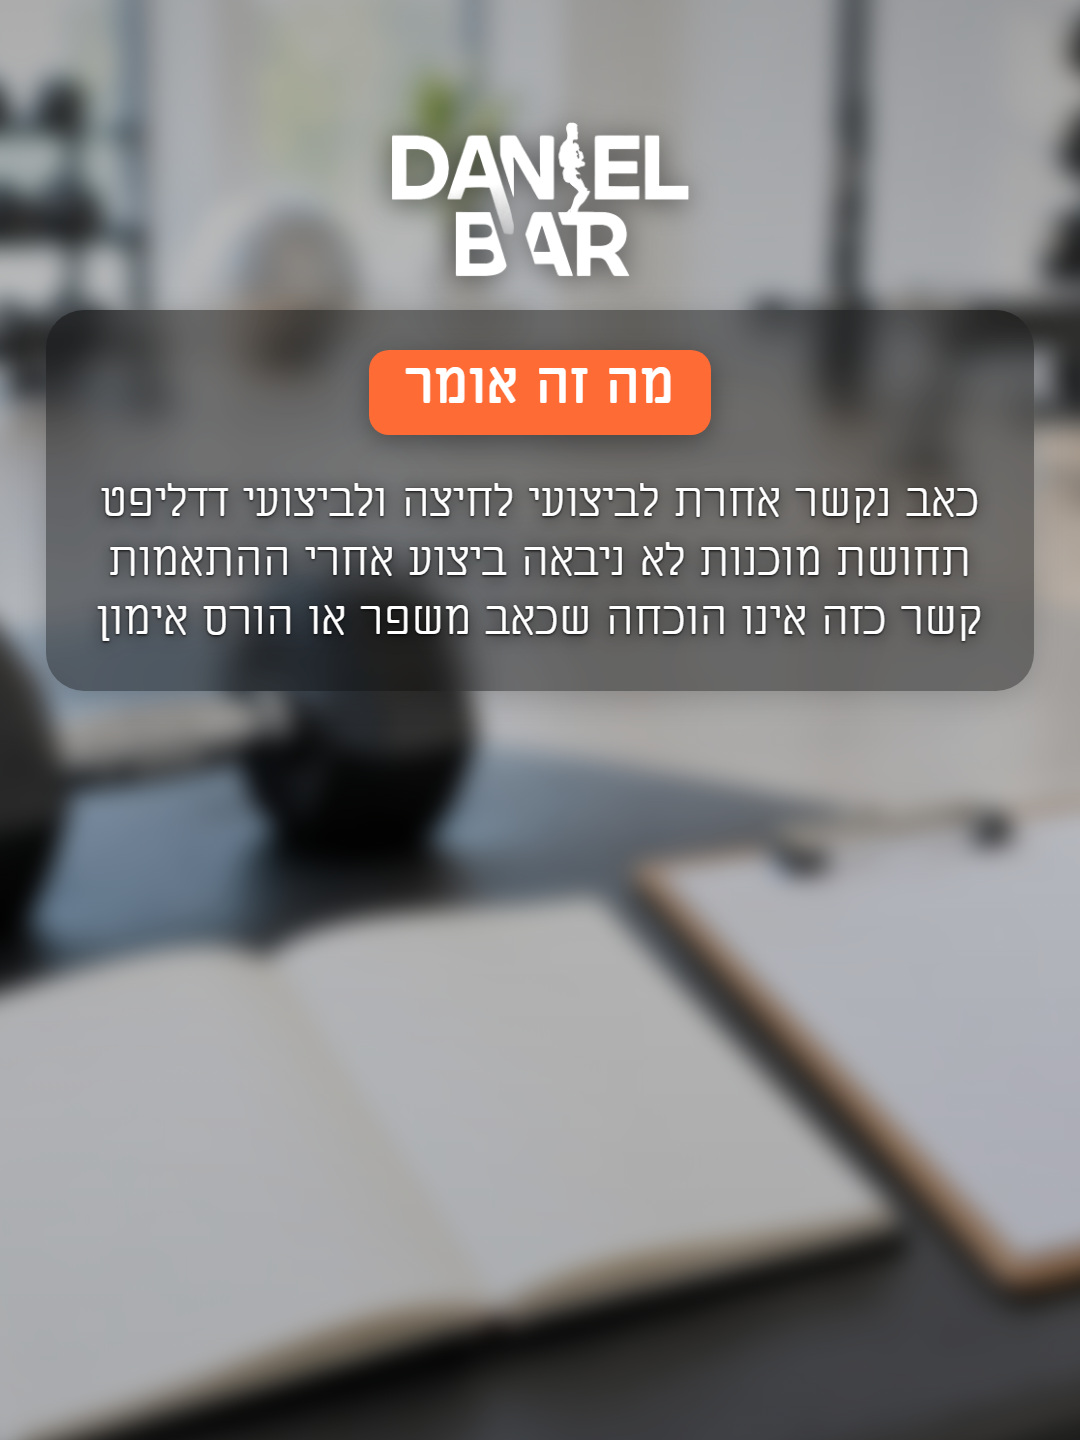 DANIEL
BAR
מה זה אומר
כאב נקשר אחרת לביצועי לחיצה ולביצועי דדליפט
תחושת מוכנות לא ניבאה ביצוע אחרי ההתאמות
קשר כזה אינו הוכחה שכאב משפר או הורס אימון